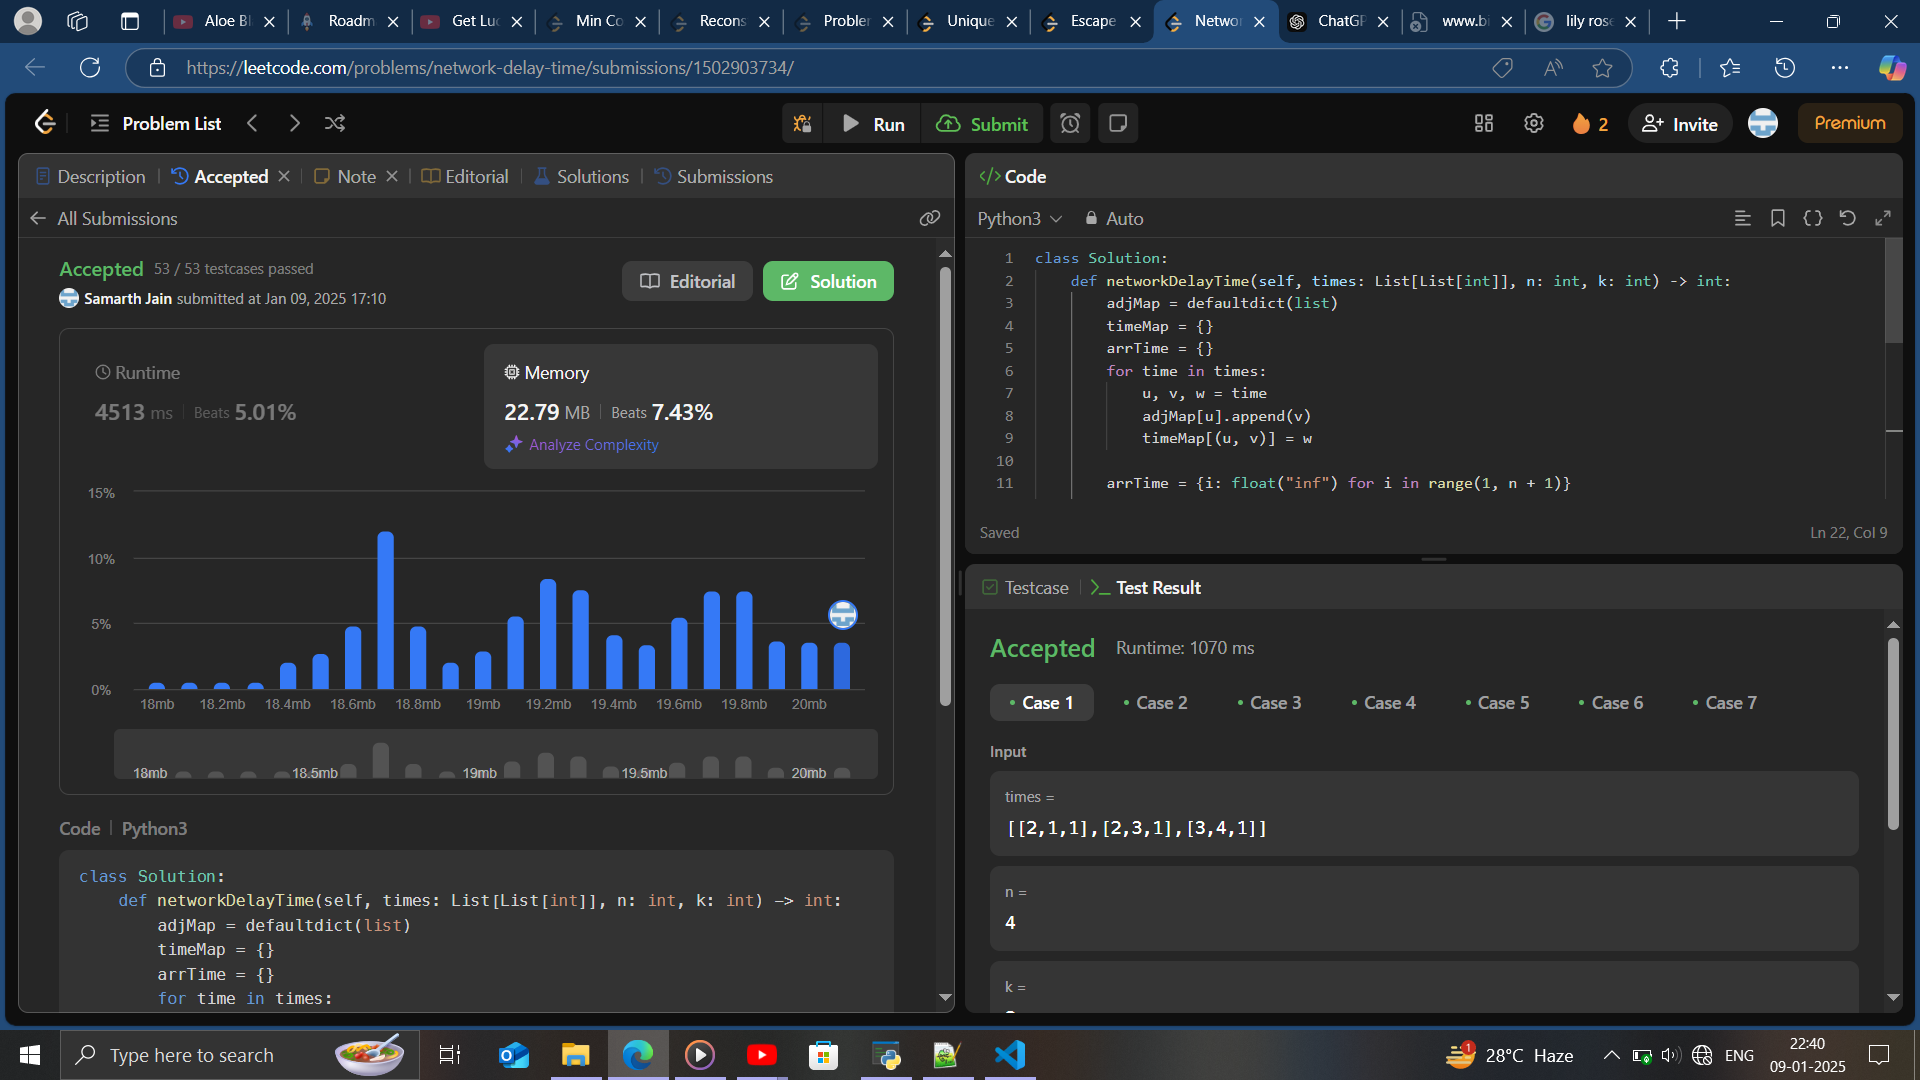 Aloe Bl
Roadm
Get Luc
Min Co
Recons
Problem
Unique
Escape
Networ
ChatGP
www.bi
lily rose
https://leetcode.com/problems/network-delay-time/submissions/1502903734/
Problem List
Run
Submit
2
Invite
Premium
Description
Accepted
Note
Editorial
Solutions
Submissions
All Submissions
Accepted 53 / 53 testcases passed
Samarth Jain submitted at Jan 09, 2025 17:10
Editorial
Solution
Runtime
4513 ms Beats 5.01%
Memory
22.79 MB Beats 7.43%
Analyze Complexity
15%
10%
5%
0%
18mb 18.2mb 18.4mb 18.6mb 18.8mb 19mb 19.2mb 19.4mb 19.6mb 19.8mb 20mb
18mb 18.5mb 19mb 19.5mb 20mb
Code | Python3
class Solution:
def networkDelayTime(self, times: List[List[int]], n: int, k: int) -> int:
adjMap = defaultdict(list)
timeMap = {}
arrTime = {}
for time in times:
</> Code
Python3
Auto
1 class Solution:
2 def networkDelayTime(self, times: List[List[int]], n: int, k: int) -> int:
3 adjMap = defaultdict(list)
4 timeMap = {}
5 arrTime = {}
6 for time in times:
7 u, v, w = time
8 adjMap[u].append(v)
9 timeMap[(u, v)] = w
10
11 arrTime = {i: float("inf") for i in range(1, n + 1)}
Saved
Ln 22, Col 9
Testcase
Test Result
Accepted Runtime: 1070 ms
Case 1
Case 2
Case 3
Case 4
Case 5
Case 6
Case 7
Input
times =
[[2,1,1],[2,3,1],[3,4,1]]
n =
4
k =
Type here to search
1
28°C Haze
ENG
22:40
09-01-2025